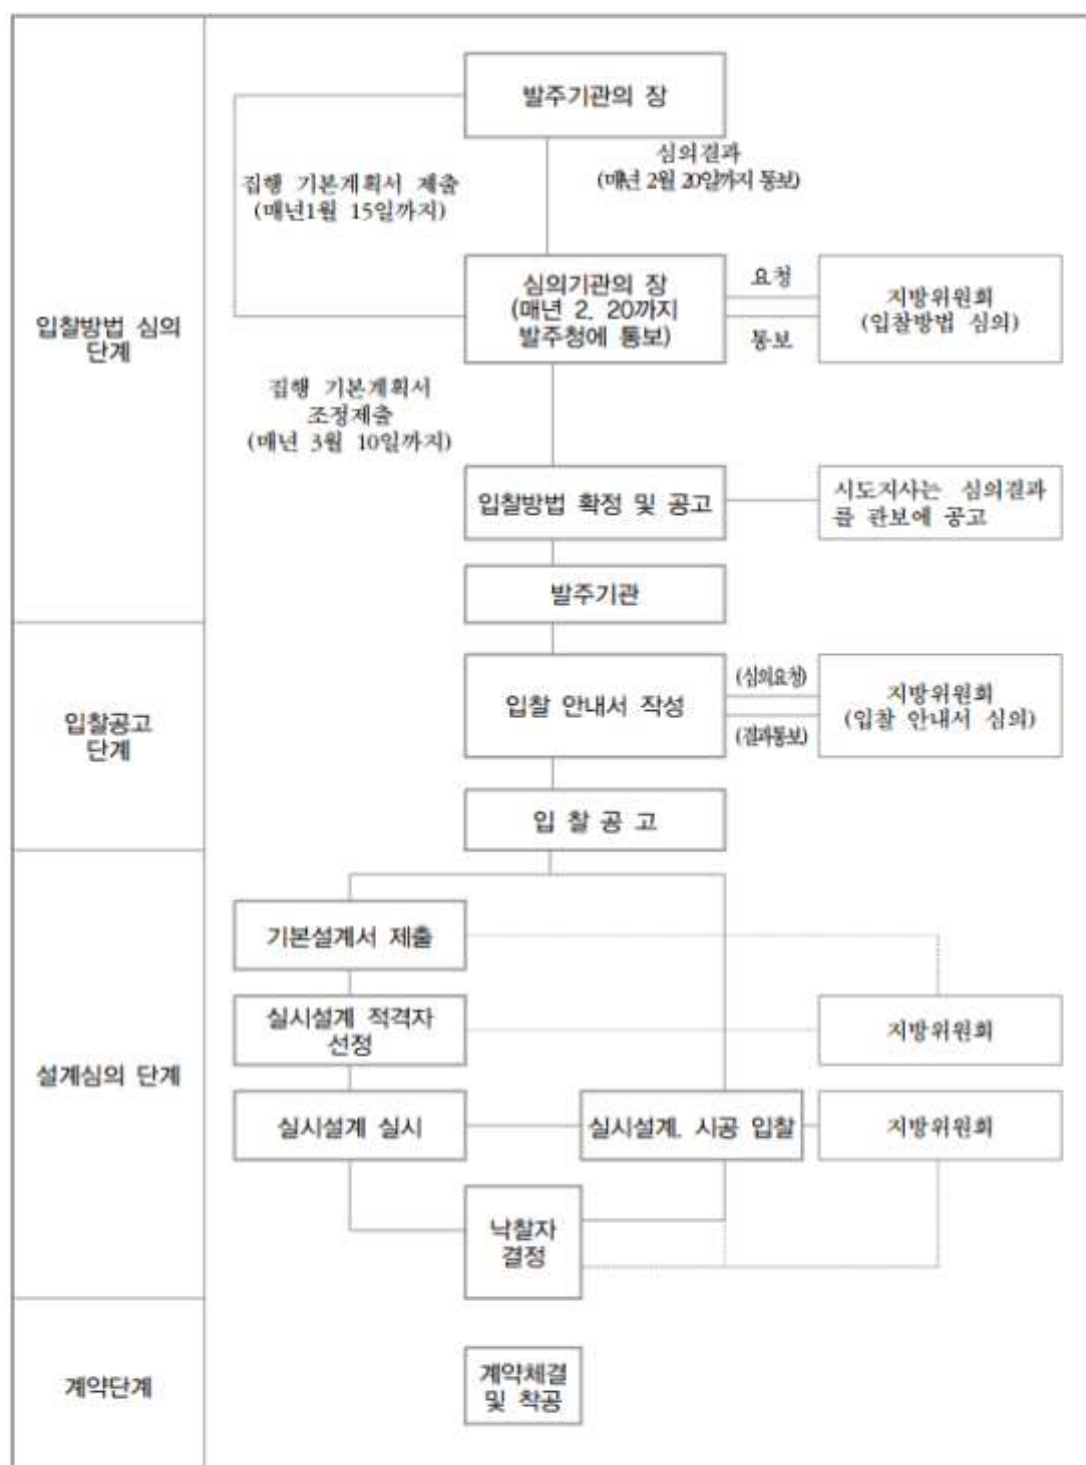 발주기관의 장
심의결과
(매년 2월 20일까지 통보)
집행 기본계획서 제출
(매년1월 15일까지)
심의기관의 장
(매년 2. 20까지
발주청에 통보)
요청
통보
지방위원회
(입찰방법 심의)
입찰방법 심의
단계
집행 기본계획서
조정제출
(매년 3월 10일까지)
입찰방법 확정 및 공고
시도지사는 심의결과
를 관보에 공고
발주기관
입찰공고
단계
입찰 안내서 작성
(심의요청)
(결과통보)
지방위원회
(입찰 안내서 심의)
입 찰 공 고
설계심의 단계
기본설계서 제출
실시설계 적격자
선정
지방위원회
실시설계 실시
실시설계. 시공 입찰
지방위원회
낙찰자
결정
계약단계
계약체결
및 착공